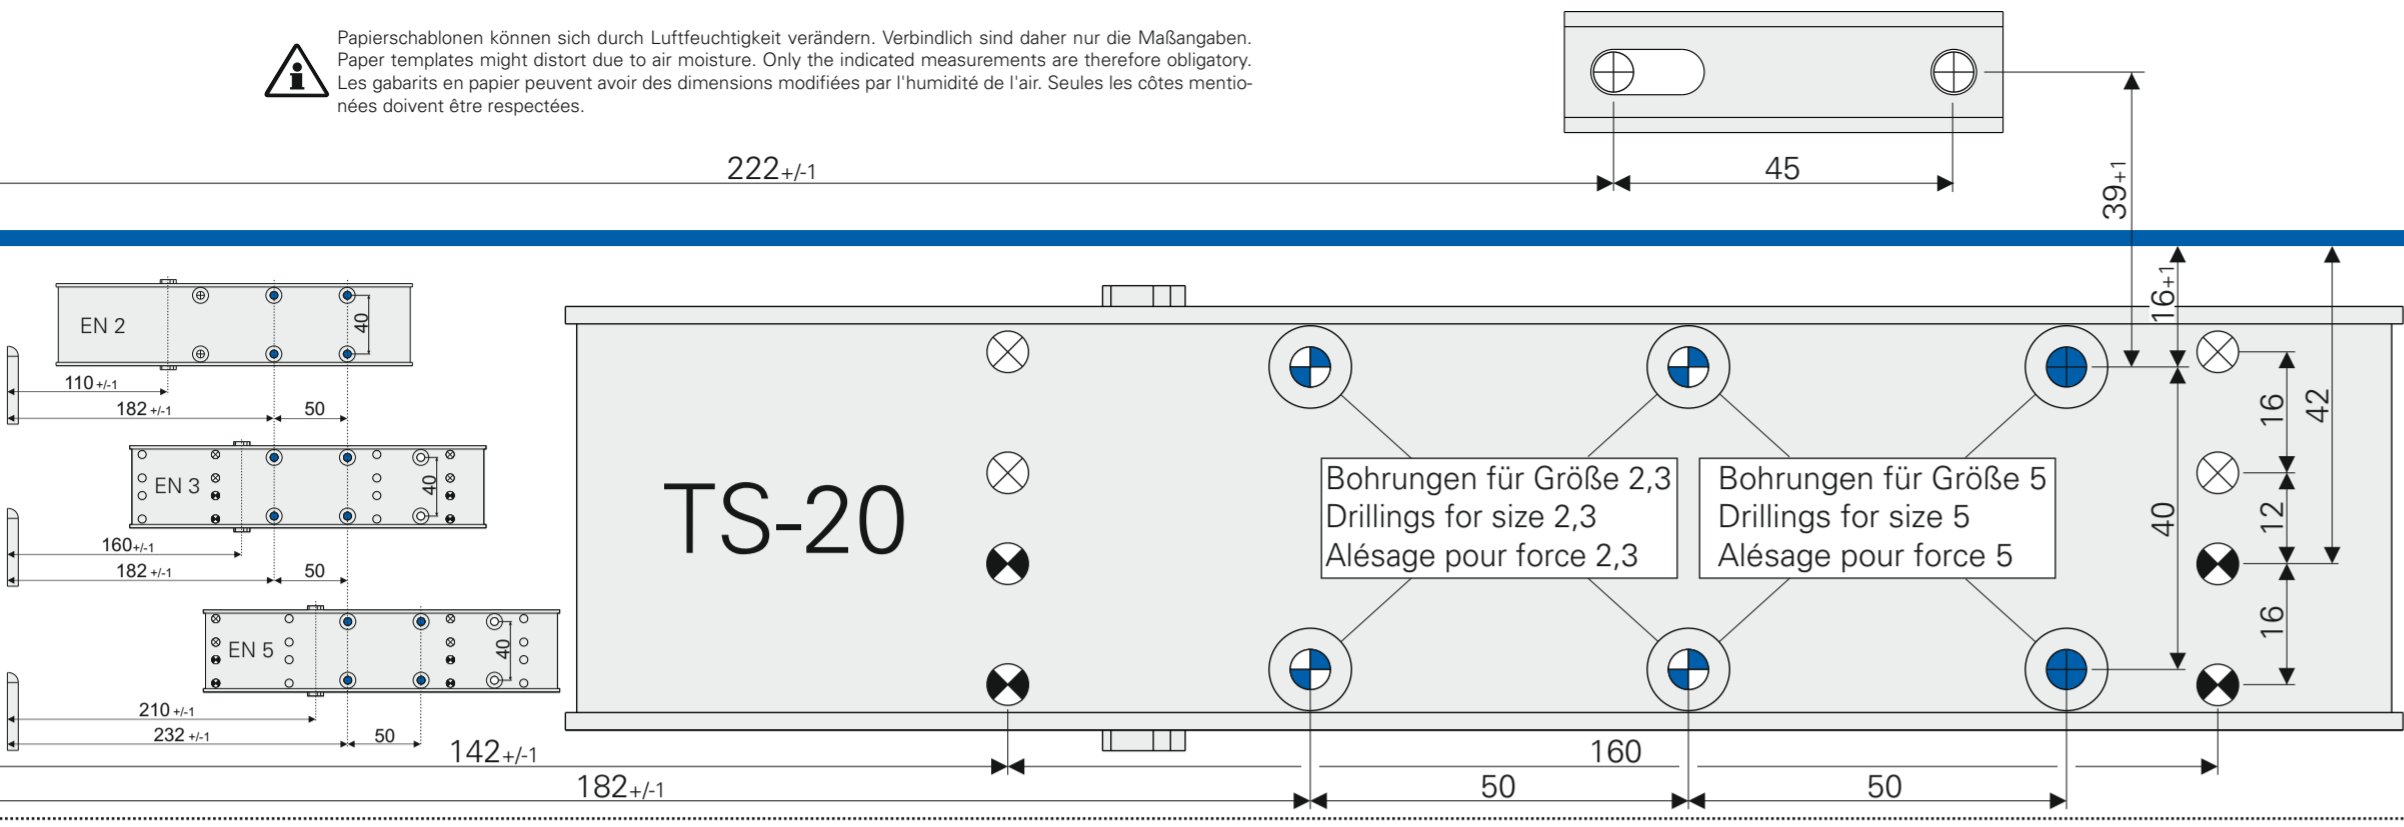 Papierschablonen können sich durch Luftfeuchtigkeit verändern. Verbindlich sind daher nur die Maßangaben.
Paper templates might distort due to air moisture. Only the indicated measurements are therefore obligatory.
Les gabarits en papier peuvent avoir des dimensions modifiées par l'humidité de l'air. Seules les côtes mentio-
nées doivent être respectées.
222+/-1
45
39+1
EN 2
40
110 +/-1
182 +/-1
50
EN 3
40
160+/-1
182 +/-1
50
EN 5
40
210 +/-1
232 +/-1
50
TS-20
Bohrungen für Größe 2,3
Drillings for size 2,3
Alésage pour force 2,3
Bohrungen für Größe 5
Drillings for size 5
Alésage pour force 5
16+1
40
16
12
16
42
142+/-1
160
182+/-1
50
50